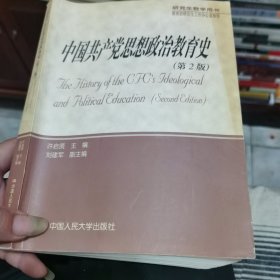 研究生教学用书
中国共产党思想政治教育史
(第2版)
The History of the CPC's Ideological
and Political Education (Second Edition)
许启贤 主编
刘建军 副主编
中国人民大学出版社